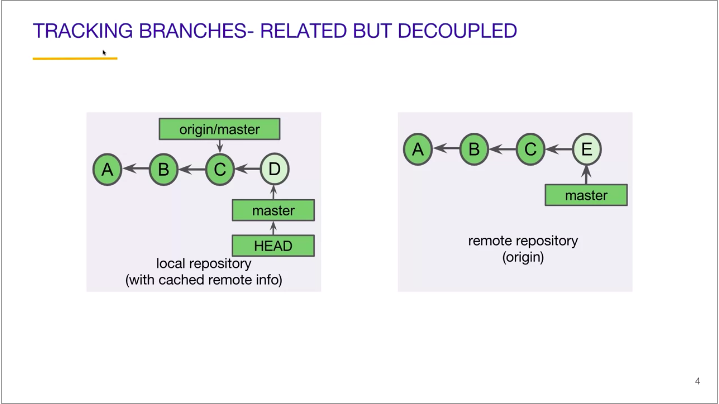 TRACKING BRANCHES- RELATED BUT DECOUPLED
origin/master
A B C D
master
HEAD
local repository
(with cached remote info)
A B C E
master
remote repository
(origin)
4